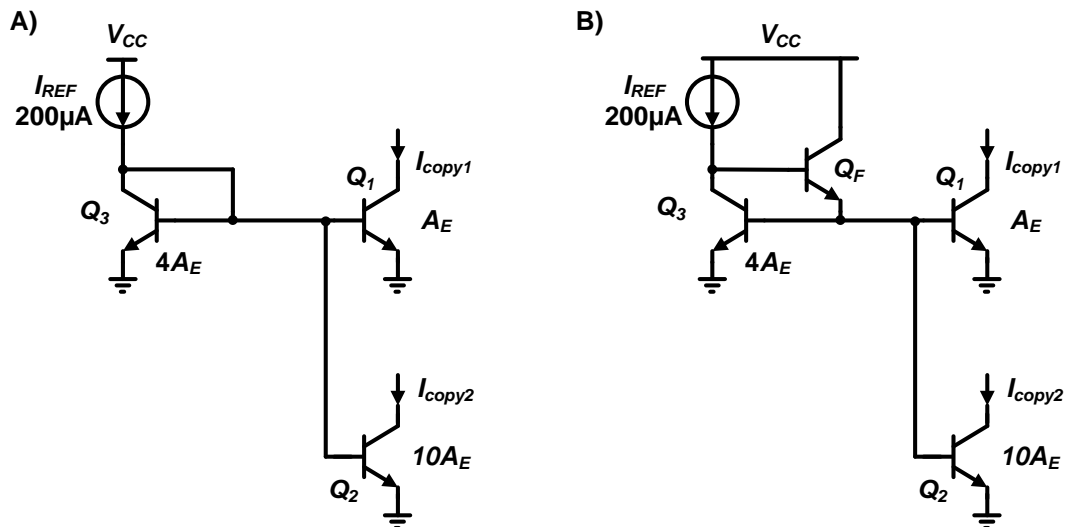 A)
V_CC
I_REF
200µA
I_copy1
Q_1
Q_3
A_E
4A_E
I_copy2
10A_E
Q_2
B)
V_CC
I_REF
200µA
Q_F
I_copy1
Q_1
Q_3
A_E
4A_E
I_copy2
10A_E
Q_2